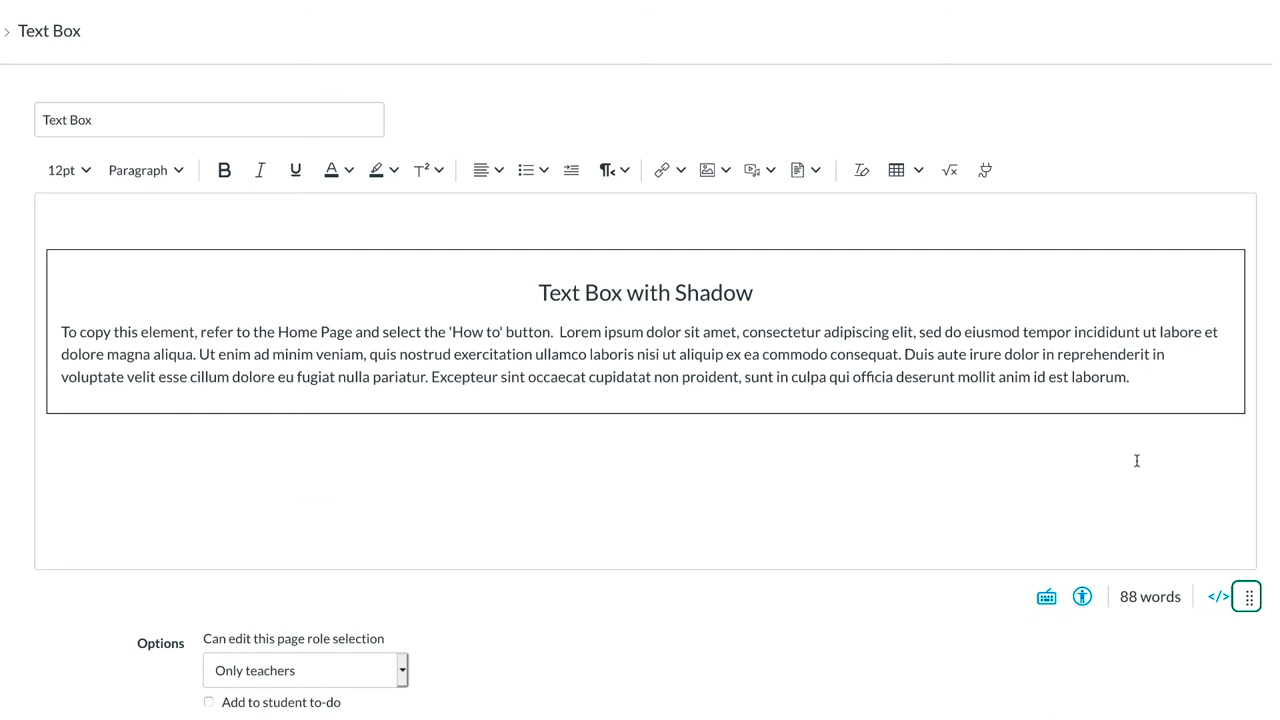 Text Box
Text Box
12pt Paragraph B I U A T²
Text Box with Shadow
To copy this element, refer to the Home Page and select the 'How to' button.  Lorem ipsum dolor sit amet, consectetur adipiscing elit, sed do eiusmod tempor incididunt ut labore et
dolore magna aliqua. Ut enim ad minim veniam, quis nostrud exercitation ullamco laboris nisi ut aliquip ex ea commodo consequat. Duis aute irure dolor in reprehenderit in
voluptate velit esse cillum dolore eu fugiat nulla pariatur. Excepteur sint occaecat cupidatat non proident, sunt in culpa qui officia deserunt mollit anim id est laborum.
88 words </>
Options Can edit this page role selection
Only teachers
Add to student to-do